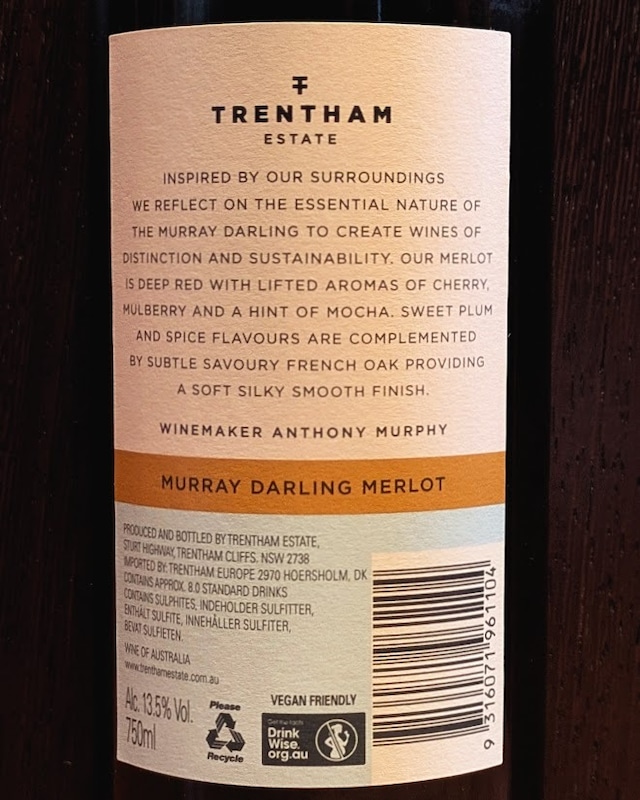 TRENTHAM
ESTATE
INSPIRED BY OUR SURROUNDINGS
WE REFLECT ON THE ESSENTIAL NATURE OF
THE MURRAY DARLING TO CREATE WINES OF
DISTINCTION AND SUSTAINABILITY. OUR MERLOT
IS DEEP RED WITH LIFTED AROMAS OF CHERRY,
MULBERRY AND A HINT OF MOCHA. SWEET PLUM
AND SPICE FLAVOURS ARE COMPLEMENTED
BY SUBTLE SAVOURY FRENCH OAK PROVIDING
A SOFT SILKY SMOOTH FINISH.
WINEMAKER ANTHONY MURPHY
MURRAY DARLING MERLOT
PRODUCED AND BOTTLED BY TRENTHAM ESTATE,
STURT HIGHWAY, TRENTHAM CLIFFS. NSW 2738
IMPORTED BY: TRENTHAM EUROPE 2970 HOERSHOLM, DK
CONTAINS APPROX. 8.0 STANDARD DRINKS
CONTAINS SULPHITES, INDEHOLDER SULFITTER,
ENTHÄLT SULFITE, INNEHÅLLER SULFITER,
BEVAT SULFIETEN.
WINE OF AUSTRALIA
www.trenthamestate.com.au
Alc. 13.5% Vol.
750ml
Please
Recycle
VEGAN FRIENDLY
Get the facts
Drink
Wise.
org.au
9 316071 961104